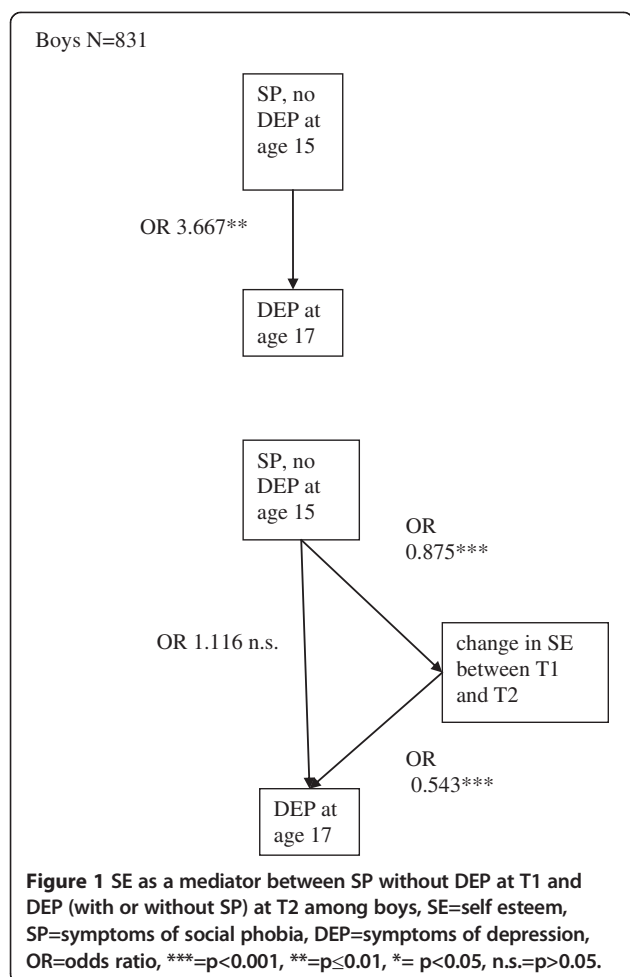 Boys N=831
SP, no
DEP at
age 15
OR 3.667**
DEP at
age 17
SP, no
DEP at
age 15
OR
0.875***
OR 1.116 n.s.
change in SE
between T1
and T2
OR
0.543***
DEP at
age 17
Figure 1 SE as a mediator between SP without DEP at T1 and
DEP (with or without SP) at T2 among boys, SE=self esteem,
SP=symptoms of social phobia, DEP=symptoms of depression,
OR=odds ratio, ***=p<0.001, **=p≤0.01, *= p<0.05, n.s.=p>0.05.